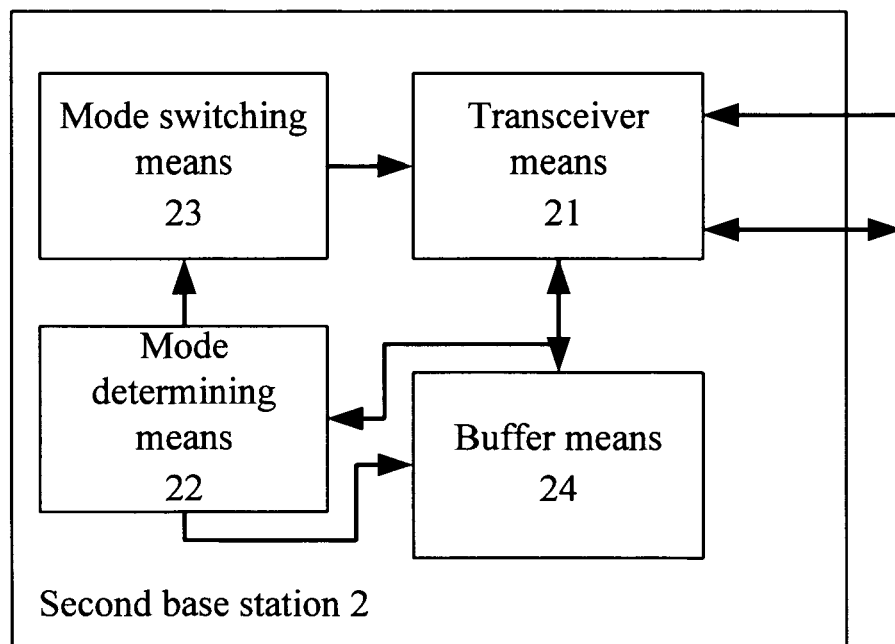 Mode switching
means
23
Transceiver
means
21
Mode
determining
means
22
Buffer means
24
Second base station 2